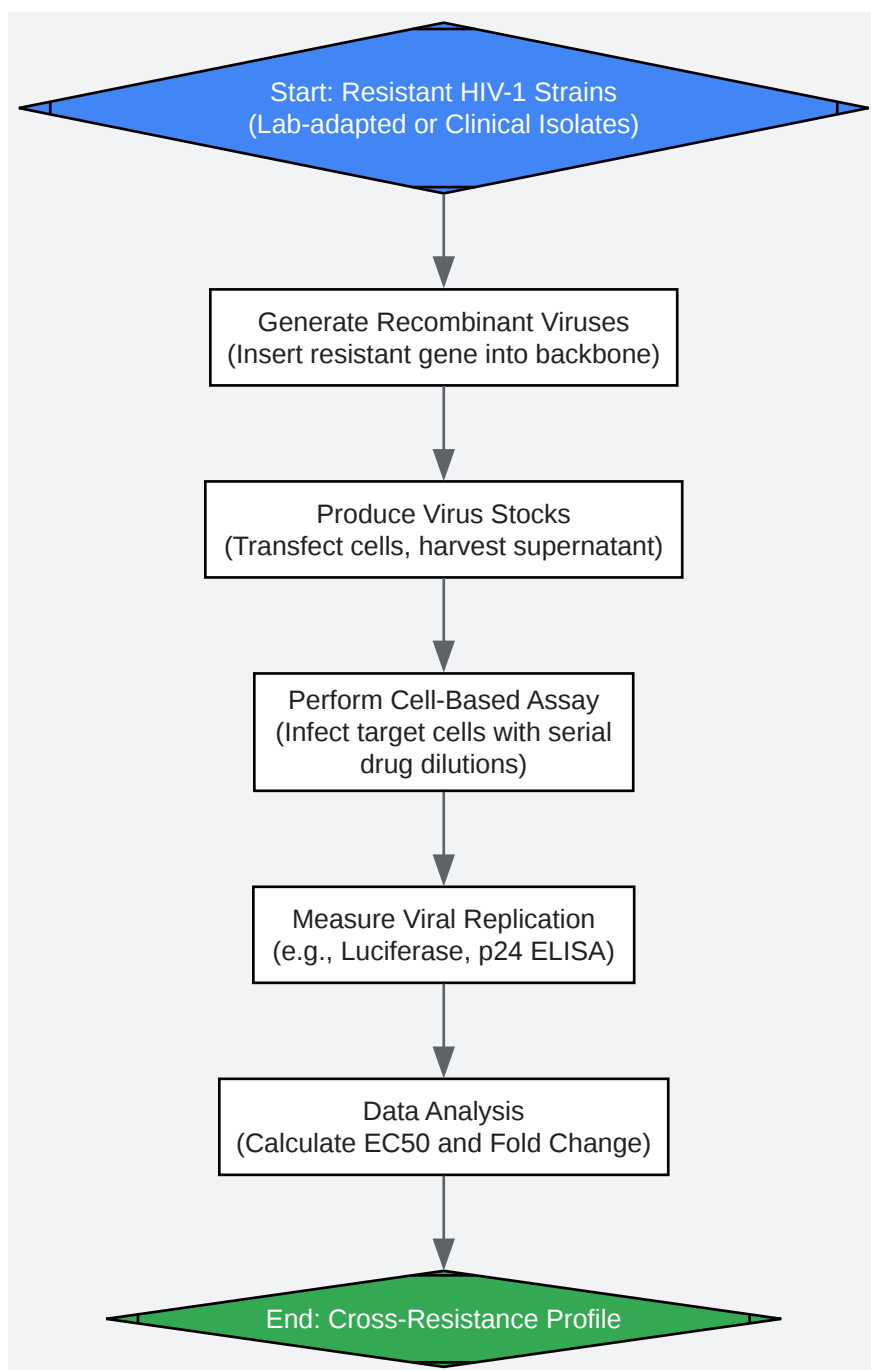 Start: Resistant HIV-1 Strains
(Lab-adapted or Clinical Isolates)
Generate Recombinant Viruses
(Insert resistant gene into backbone)
Produce Virus Stocks
(Transfect cells, harvest supernatant)
Perform Cell-Based Assay
(Infect target cells with serial
drug dilutions)
Measure Viral Replication
(e.g., Luciferase, p24 ELISA)
Data Analysis
(Calculate EC50 and Fold Change)
End: Cross-Resistance Profile